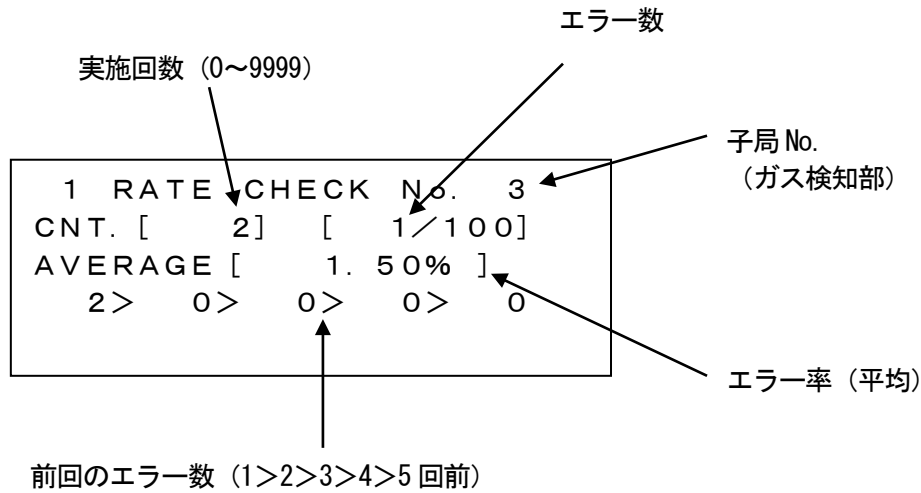 エラー数
実施回数（0～9999）
子局 No.
（ガス検知部）
１ ＲＡＴＥ ＣＨＥＣＫ Ｎｏ． ３
ＣＮＴ．［ ２］ ［ １／１００］
ＡＶＥＲＡＧＥ［ １．５０％ ］
２＞ ０＞ ０＞ ０＞ ０
エラー率（平均）
前回のエラー数（1＞2＞3＞4＞5 回前）